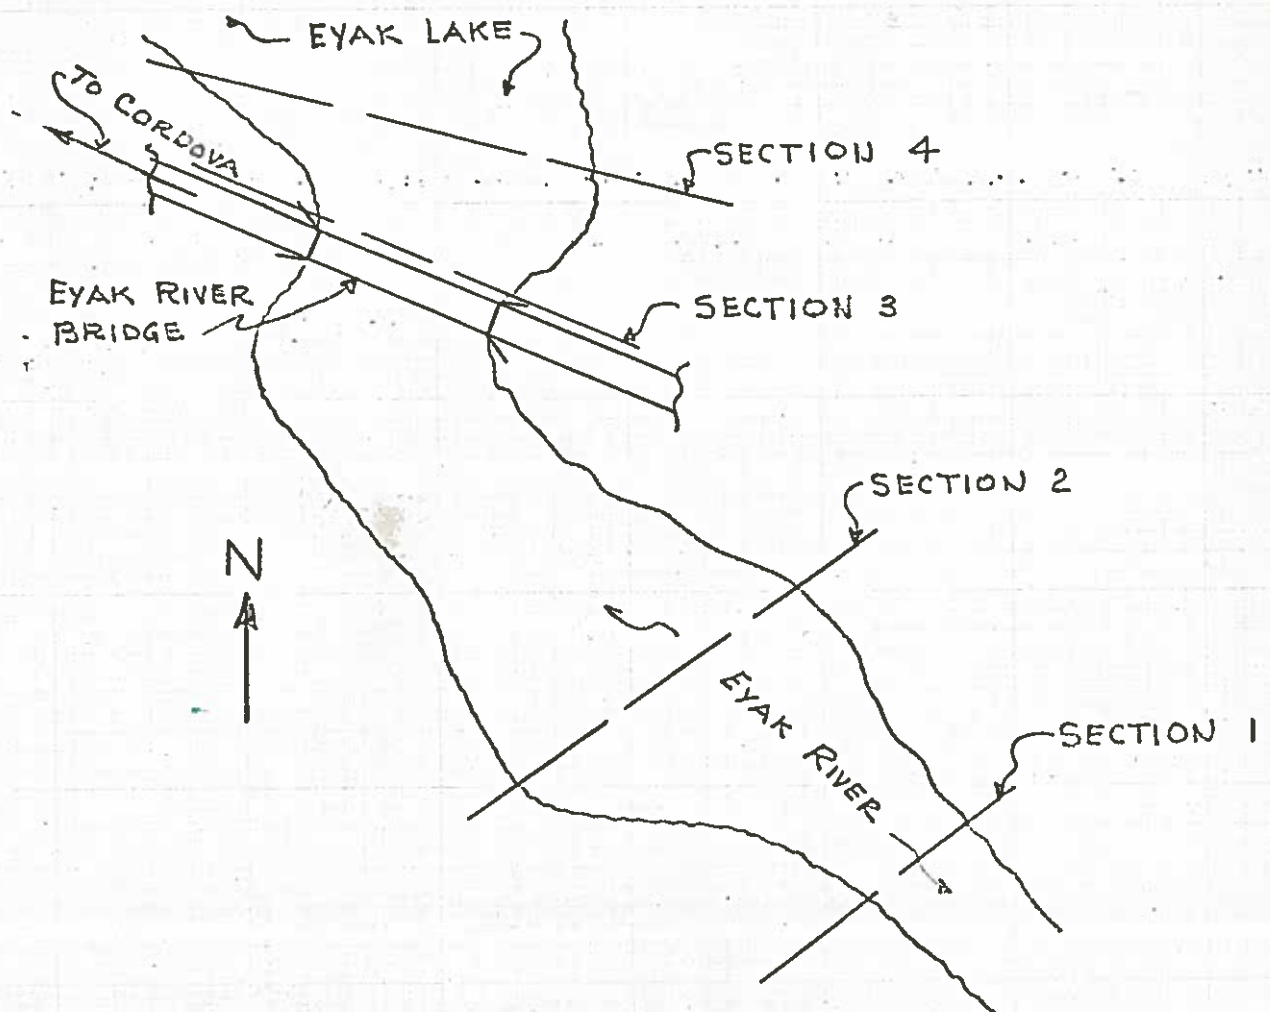 EYAK LAKE
TO CORDOVA
SECTION 4
EYAK RIVER
BRIDGE
SECTION 3
SECTION 2
N
EYAK RIVER
SECTION 1